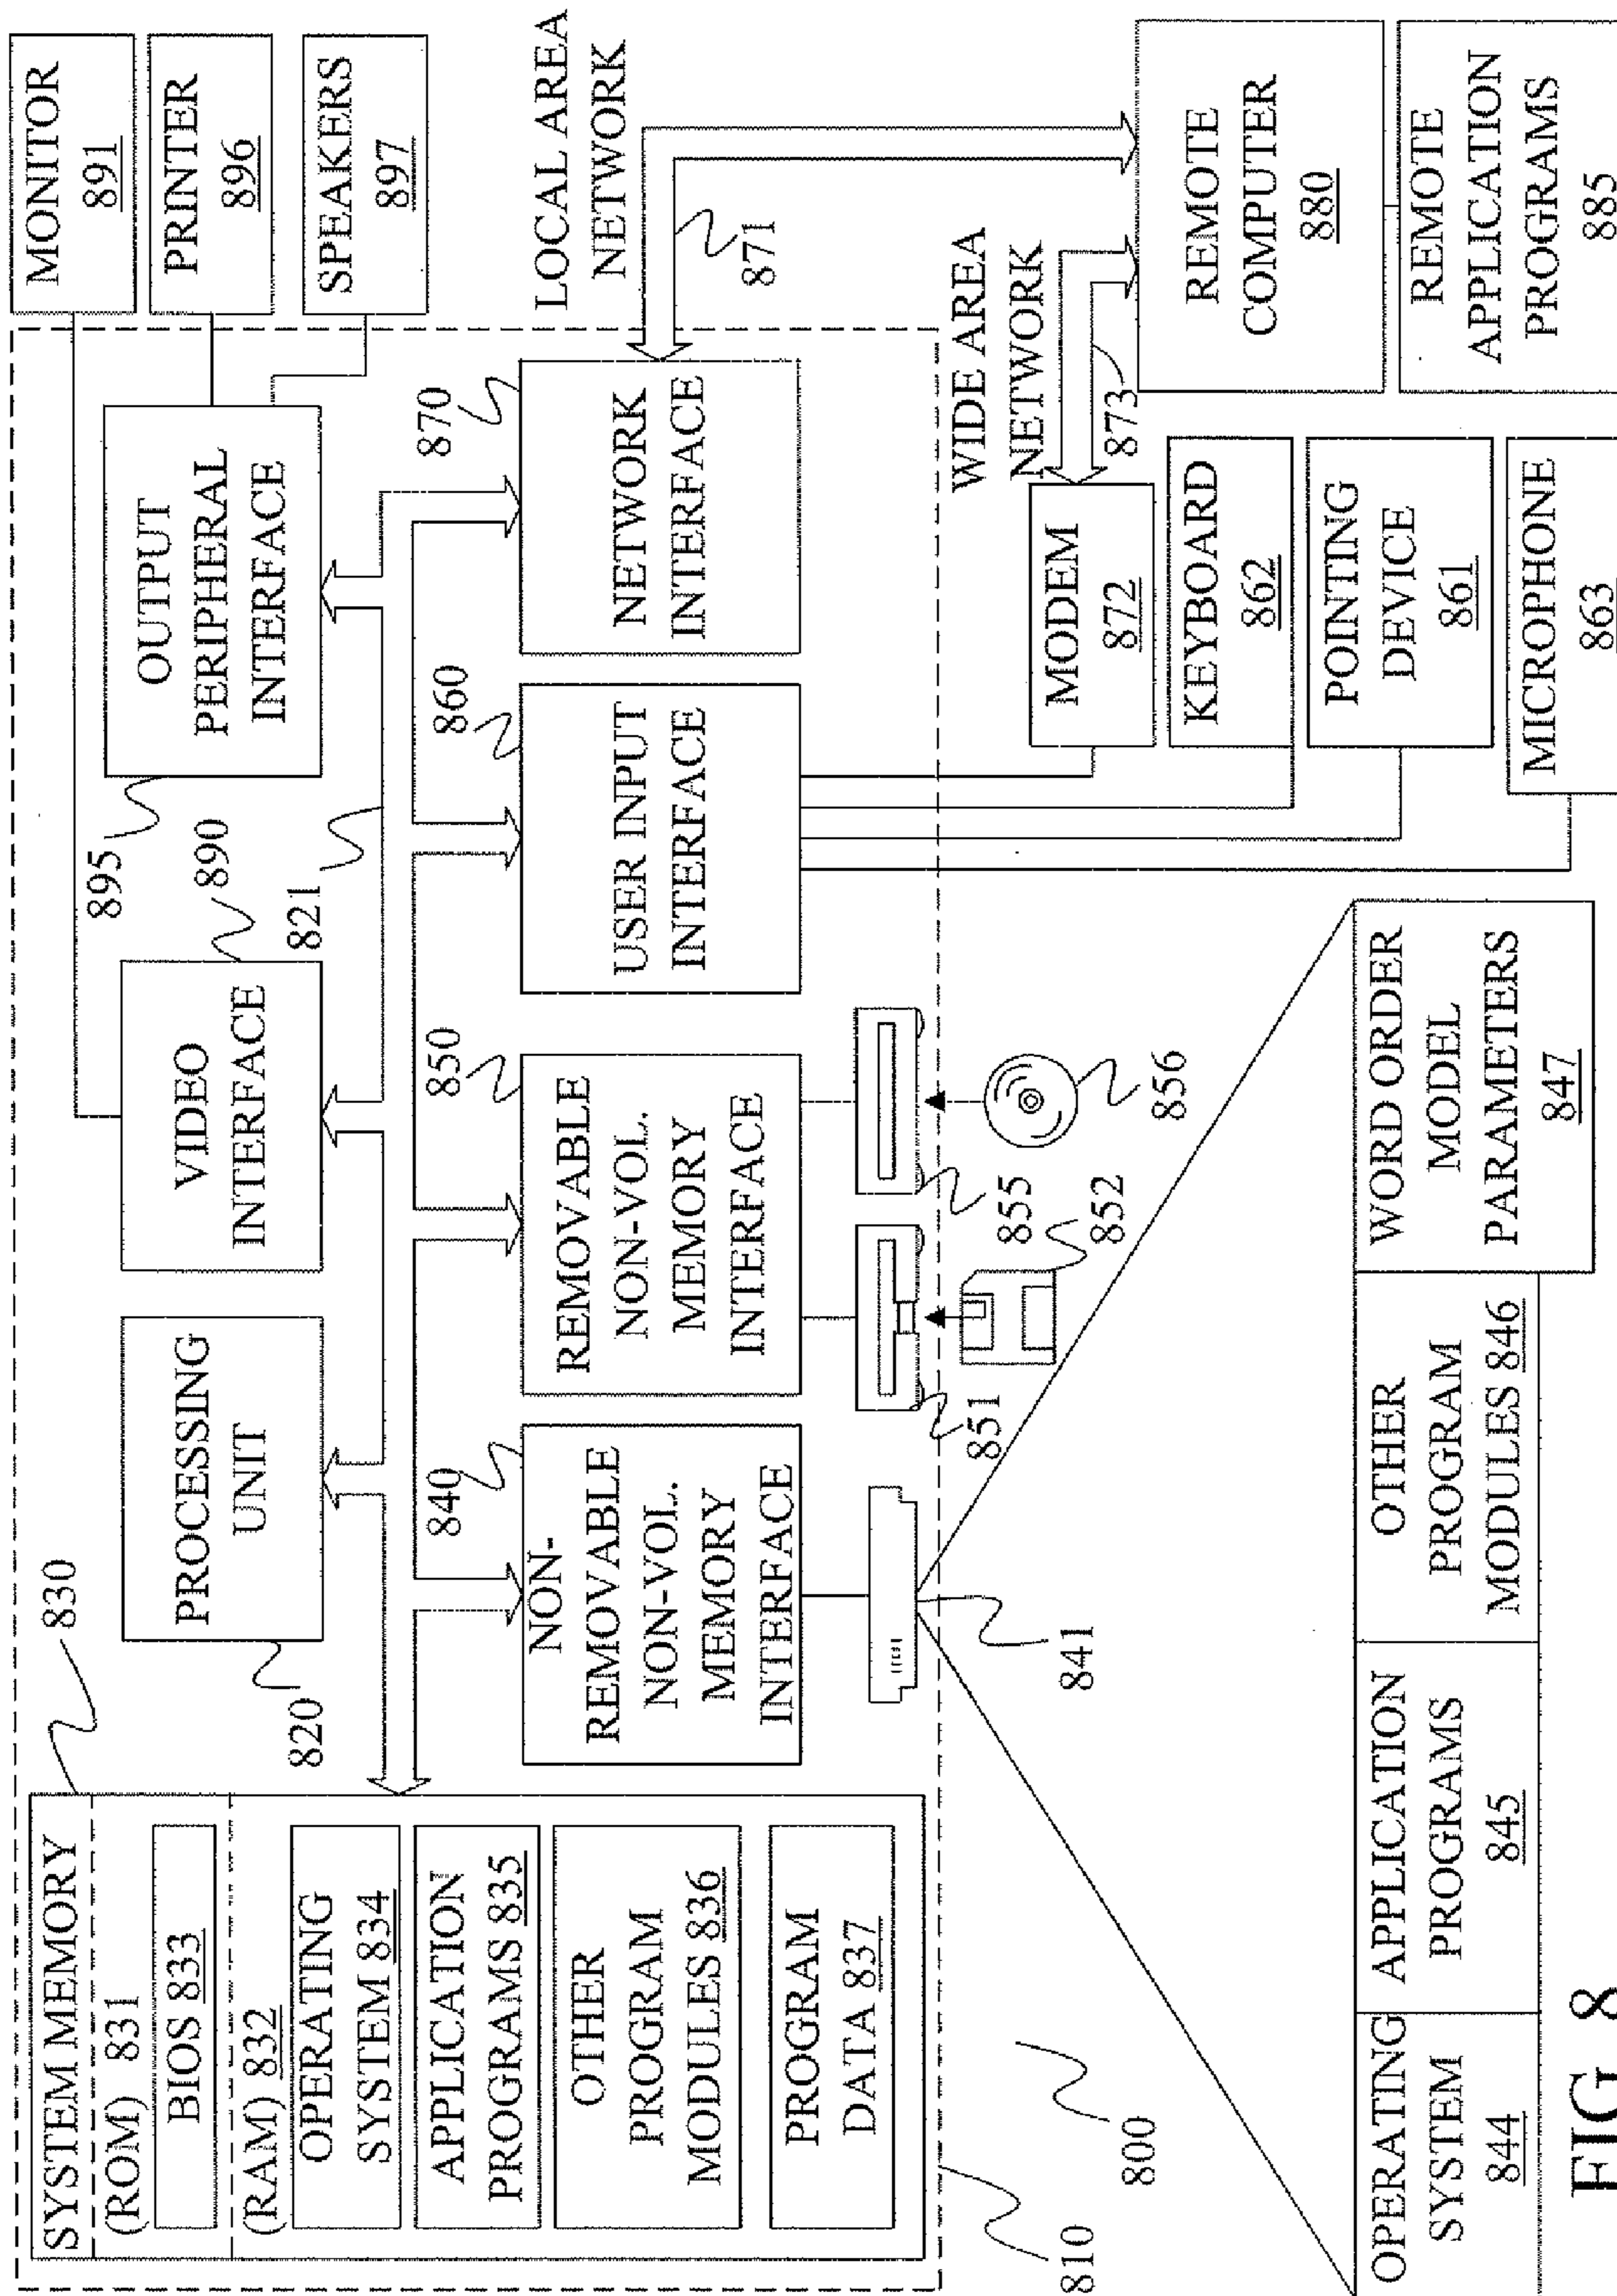 SYSTEM MEMORY
(ROM) 831
BIOS 833
(RAM) 832
OPERATING
SYSTEM 834
APPLICATION
PROGRAMS 835
OTHER
PROGRAM
MODULES 836
PROGRAM
DATA 837
830
PROCESSING
UNIT
820
VIDEO
INTERFACE
890
821
OUTPUT
PERIPHERAL
INTERFACE
895
MONITOR
891
PRINTER
896
SPEAKERS
897
NON-
REMOVABLE
NON-VOL.
MEMORY
INTERFACE
840
REMOVABLE
NON-VOL.
MEMORY
INTERFACE
850
USER INPUT
INTERFACE
860
NETWORK
INTERFACE
870
LOCAL AREA
NETWORK
871
841
851
852
855
856
WIDE AREA
NETWORK
873
MODEM
872
KEYBOARD
862
POINTING
DEVICE
861
MICROPHONE
863
REMOTE
COMPUTER
880
REMOTE
APPLICATION
PROGRAMS
885
810
800
OPERATING
SYSTEM
844
APPLICATION
PROGRAMS
845
OTHER
PROGRAM
MODULES 846
WORD ORDER
MODEL
PARAMETERS
847
FIG. 8